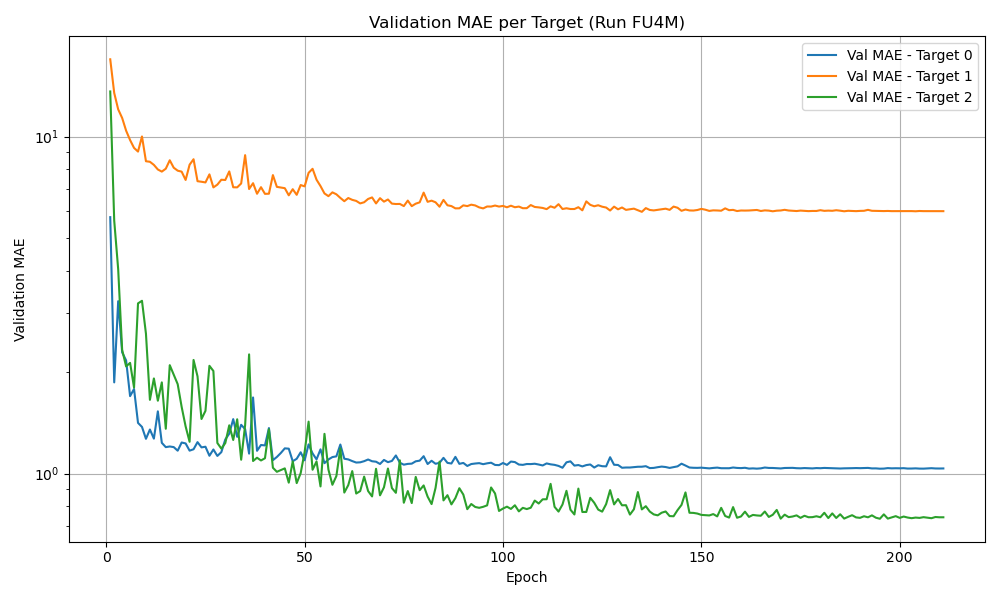 Validation MAE per Target (Run FU4M)
Val MAE - Target 0
Val MAE - Target 1
Val MAE - Target 2
Validation MAE
10¹
10⁰
0
50
100
150
200
Epoch